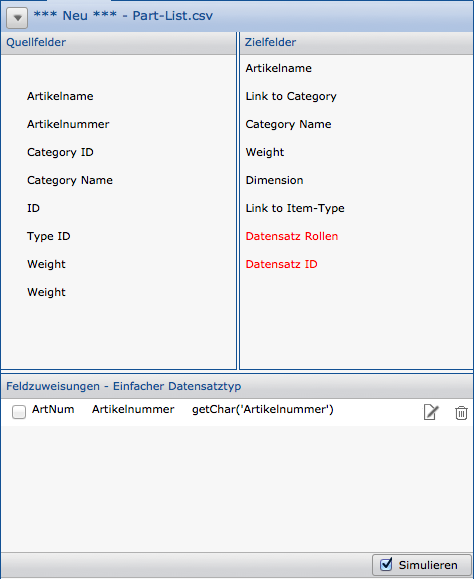 *** Neu *** - Part-List.csv
Quellfelder
Artikelname
Artikelnummer
Category ID
Category Name
ID
Type ID
Weight
Weight
Zielfelder
Artikelname
Link to Category
Category Name
Weight
Dimension
Link to Item-Type
Datensatz Rollen
Datensatz ID
Feldzuweisungen - Einfacher Datensatztyp
ArtNum Artikelnummer getChar('Artikelnummer')
Simulieren